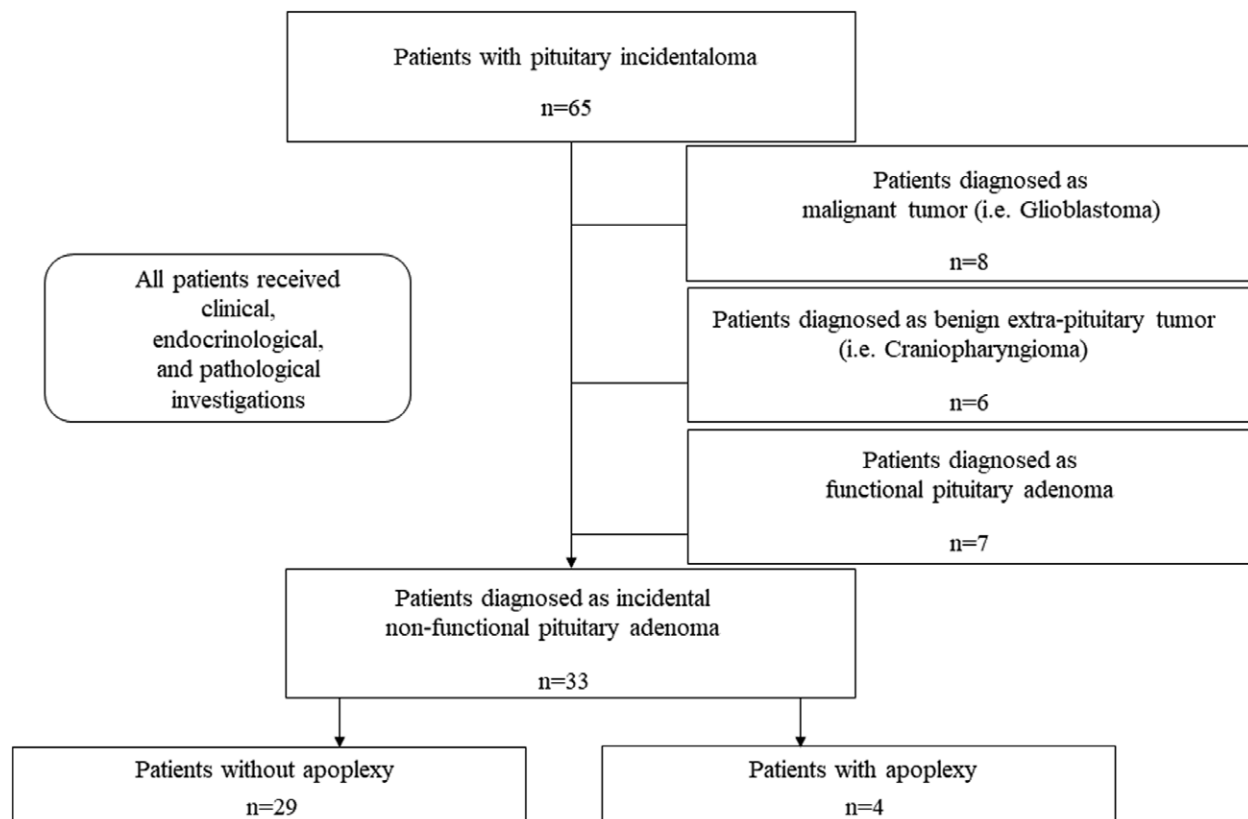 Patients with pituitary incidentaloma
n=65
Patients diagnosed as
malignant tumor (i.e. Glioblastoma)
n=8
All patients received
clinical,
endocrinological,
and pathological
investigations
Patients diagnosed as benign extra-pituitary tumor
(i.e. Craniopharyngioma)
n=6
Patients diagnosed as
functional pituitary adenoma
n=7
Patients diagnosed as incidental
non-functional pituitary adenoma
n=33
Patients without apoplexy
n=29
Patients with apoplexy
n=4